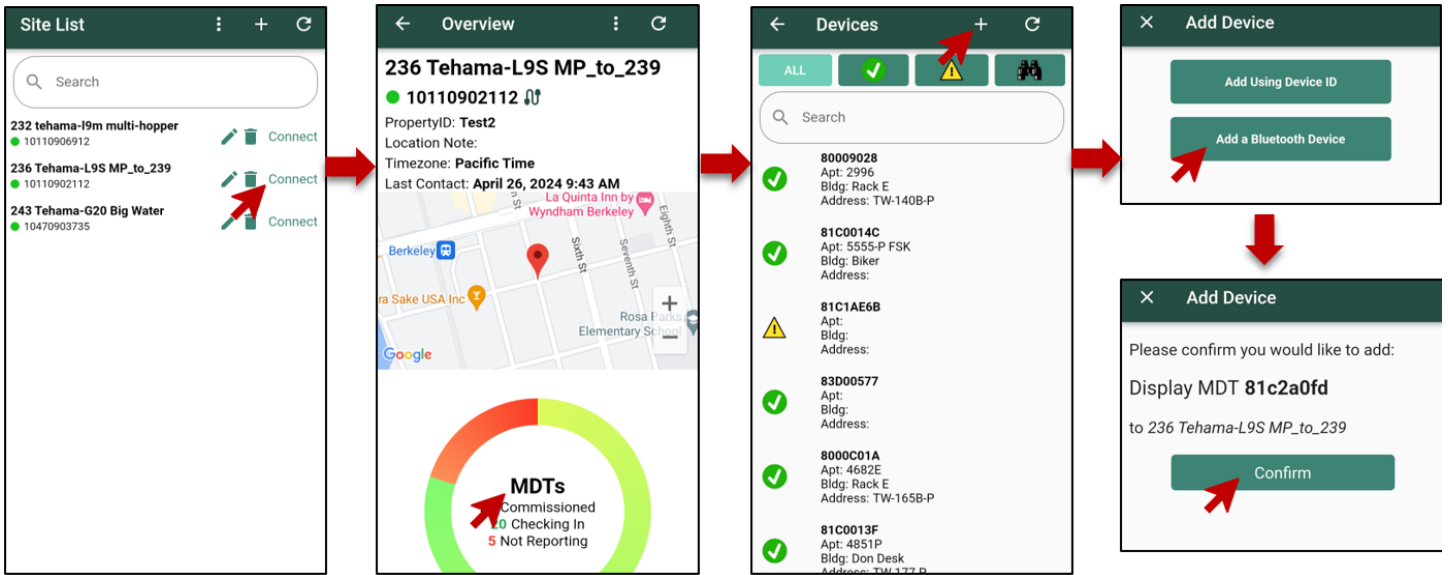 Site List
Search
232 tehama-l9m multi-hopper
10110906912
Connect
236 Tehama-L9S MP_to_239
10110902112
Connect
243 Tehama-G20 Big Water
10470903735
Connect
Overview
236 Tehama-L9S MP_to_239
10110902112
PropertyID: Test2
Location Note:
Timezone: Pacific Time
Last Contact: April 26, 2024 9:43 AM
La Quinta Inn by
Wyndham Berkeley
Eighth St
Berkeley
Sixth St
Seventh St
ra Sake USA Inc
Rosa Parks
Elementary School
Google
MDTs
Commissioned
20 Checking In
5 Not Reporting
Devices
ALL
Search
80009028
Apt: 2996
Bldg: Rack E
Address: TW-140B-P
81C0014C
Apt: 5555-P FSK
Bldg: Biker
Address:
81C1AE6B
Apt:
Bldg:
Address:
83D00577
Apt:
Bldg:
Address:
8000C01A
Apt: 4682E
Bldg: Rack E
Address: TW-165B-P
81C0013F
Apt: 4851P
Bldg: Don Desk
Address: TW-177-P
Add Device
Add Using Device ID
Add a Bluetooth Device
Add Device
Please confirm you would like to add:
Display MDT 81c2a0fd
to 236 Tehama-L9S MP_to_239
Confirm